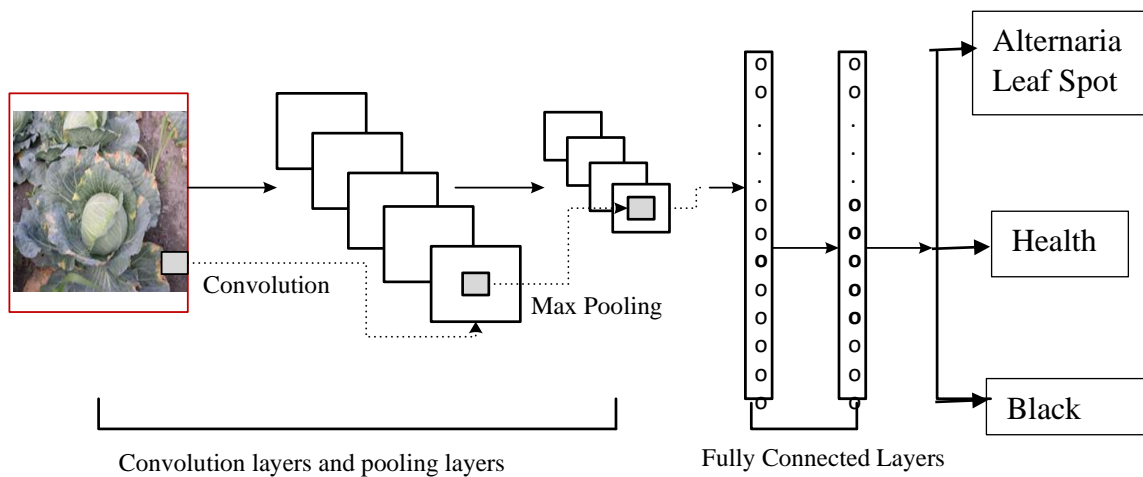 Alternaria
Leaf Spot
Convolution
Max Pooling
Health
Black
Convolution layers and pooling layers
Fully Connected Layers
o
o
.
.
.
o
o
o
o
o
o
o
o
o
o
.
.
.
o
o
o
o
o
o
o
o